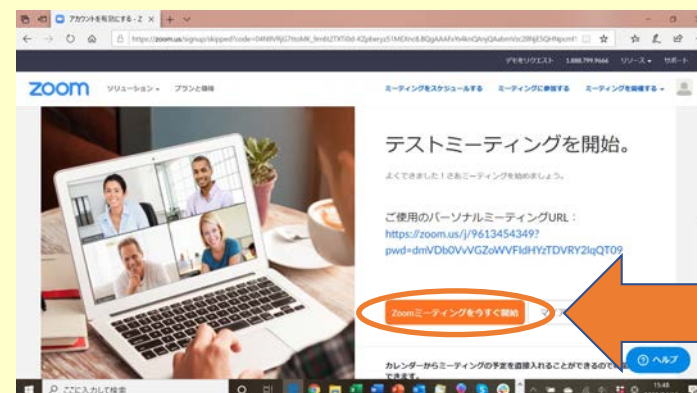 アカウントを有効にする - Z
デモをリクエスト 1.888.799.9666 リソース サポート
zoom ソリューション プランと価格 ミーティングをスケジュールする ミーティングに参加する ミーティングを開催する
テストミーティングを開始。
よくできました！さあミーティングを始めましょう。
ご使用のパーソナルミーティングURL：
https://zoom.us/j/9613454349?
pwd=dmVDb0VvVGZoWVFIdHYzTDVRY2lqQT09
Zoomミーティングを今すぐ開始
カレンダーからミーティングの予定を直接入れることができるので
できます。
ヘルプ
ここに入力して検索
15:48